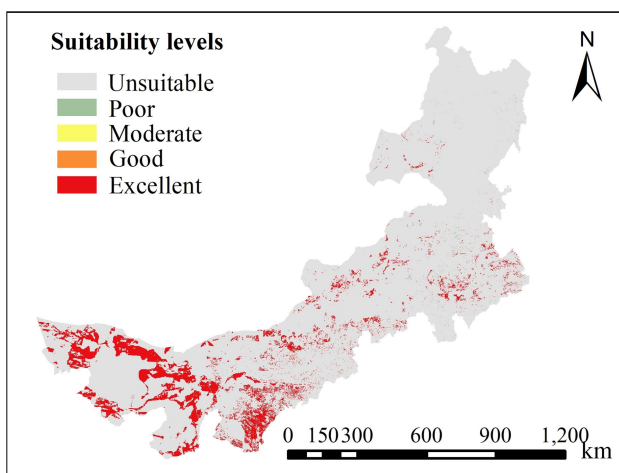 Suitability levels
Unsuitable
Poor
Moderate
Good
Excellent
N
0 150 300 600 900 1,200
km